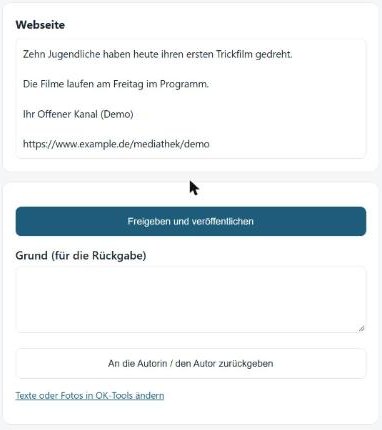 Webseite
Zehn Jugendliche haben heute ihren ersten Trickfilm gedreht.
Die Filme laufen am Freitag im Programm.
Ihr Offener Kanal (Demo)
https://www.example.de/mediathek/demo
Freigeben und veröffentlichen
Grund (für die Rückgabe)
An die Autorin / den Autor zurückgeben
Texte oder Fotos in OK-Tools ändern